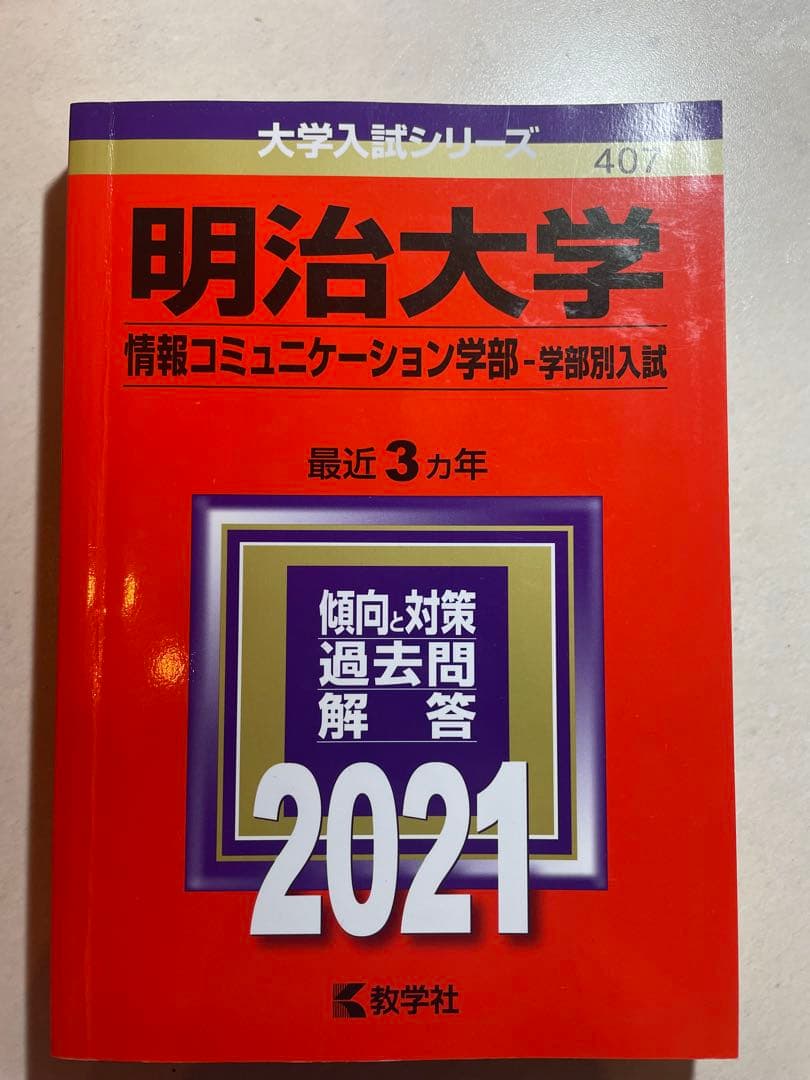 大学入試シリーズ
407
明治大学
情報コミュニケーション学部-学部別入試
最近3カ年
傾向と対策
過去問
解答
2021
教学社